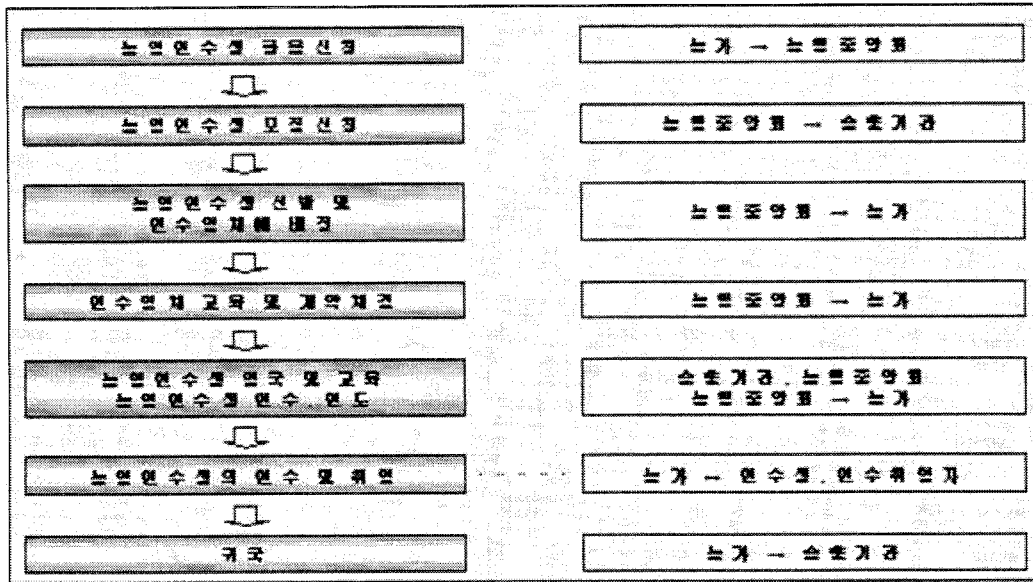 농업연수생 모집신청
농협중앙회 → 송출기관
농업연수생 선발 및
연수업체에 배정
농협중앙회 → 농가
연수업체 교육 및 계약체결
농협중앙회 → 농가
농업연수생 입국 및 교육
농업연수생 연수 인도
송출기관, 농협중앙회
농협중앙회 → 농가
농업연수생의 연수 및 취업
농가 → 연수생, 연수취업자
귀국
농가 → 송출기관
농가 → 농협중앙회